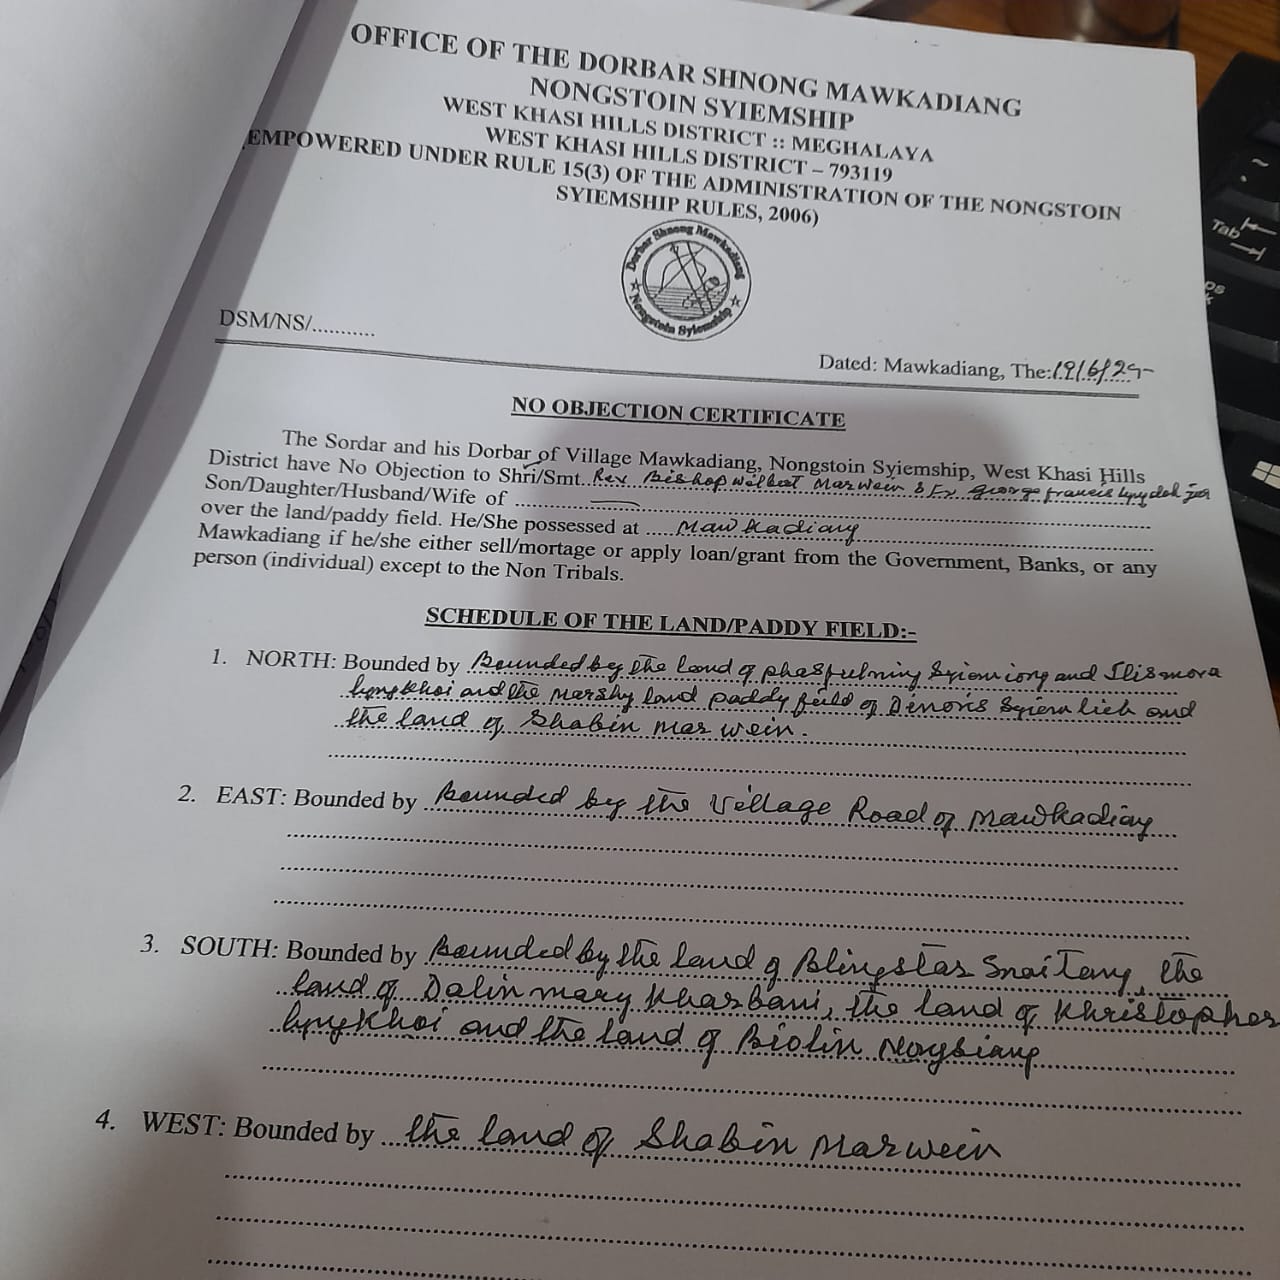 OFFICE OF THE DORBAR SHNONG MAWKADIANG
NONGSTOIN SYIEMSHIP
WEST KHASI HILLS DISTRICT :: MEGHALAYA
WEST KHASI HILLS DISTRICT – 793119
EMPOWERED UNDER RULE 15(3) OF THE ADMINISTRATION OF THE NONGSTOIN
SYIEMSHIP RULES, 2006)
Dorbar Shnong Mawkadiang
Nongstoin Syiemship
DSM/NS/...........
Dated: Mawkadiang, The: 19/6/25
NO OBJECTION CERTIFICATE
The Sordar and his Dorbar of Village Mawkadiang, Nongstoin Syiemship, West Khasi Hills
District have No Objection to Shri/Smt. Rev Bishop Wilbert Marwein & Fr. George Francis
Son/Daughter/Husband/Wife of
over the land/paddy field. He/She possessed at Mawkadiang
Mawkadiang if he/she either sell/mortage or apply loan/grant from the Government, Banks, or any
person (individual) except to the Non Tribals.
SCHEDULE OF THE LAND/PADDY FIELD:-
1. NORTH: Bounded by Bounded by the land of Syiemiong and
Lyngkhoi and the Marshy land paddy field of Dinoris Syiemlieh and
the land of Shabin Marwein.
2. EAST: Bounded by Bounded by the Village Road of Mawkadiang
3. SOUTH: Bounded by Bounded by the land of Blingstar Snaitang, the
land of Dalin mary Kharbani, the land of Khristopher
Lyngkhoi and the land of Biolin Nongsiang
4. WEST: Bounded by the land of Shabin Marwein
Tab